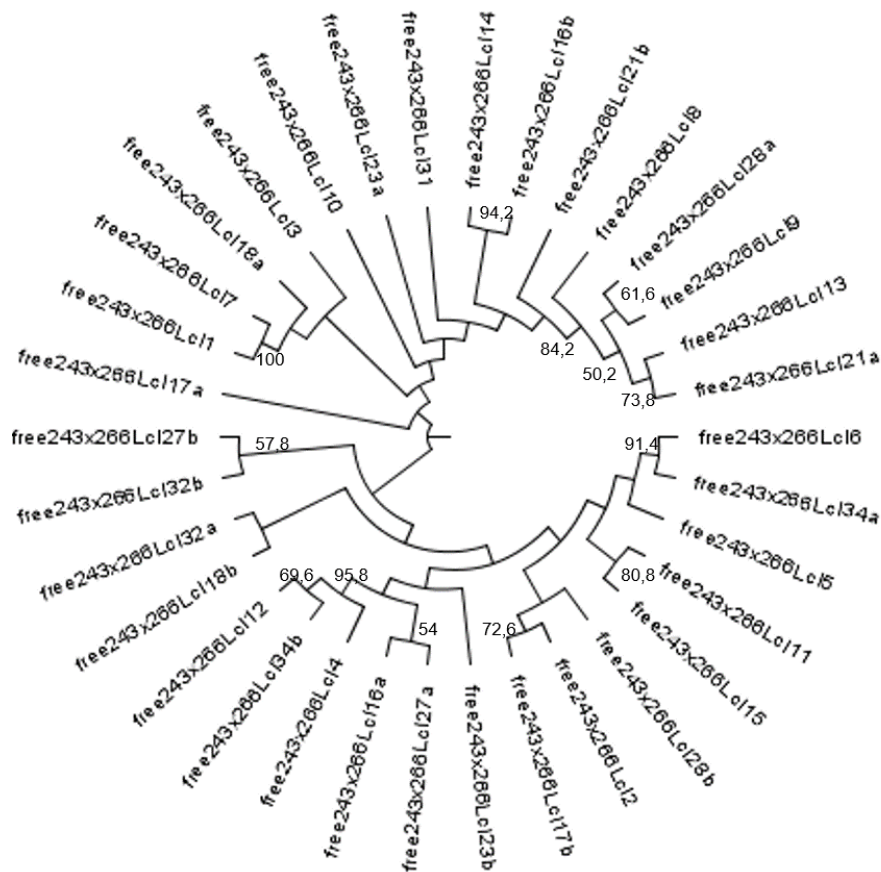 free243x266Lcl14
free243x266Lcl16b
free243x266Lcl21b
free243x266Lcl8
free243x266Lcl28a
free243x266Lcl9
free243x266Lcl13
free243x266Lcl21a
free243x266Lcl6
free243x266Lcl34a
free243x266Lcl5
free243x266Lcl11
free243x266Lcl15
free243x266Lcl28b
free243x266Lcl2
free243x266Lcl17b
free243x266Lcl23b
free243x266Lcl27a
free243x266Lcl16a
free243x266Lcl4
free243x266Lcl34b
free243x266Lcl12
free243x266Lcl18b
free243x266Lcl32a
free243x266Lcl32b
free243x266Lcl27b
free243x266Lcl17a
free243x266Lcl1
free243x266Lcl7
free243x266Lcl18a
free243x266Lcl3
free243x266Lcl10
free243x266Lcl23a
free243x266Lcl31
94,2
61,6
84,2
50,2
73,8
91,4
80,8
72,6
54
95,8
69,6
57,8
100